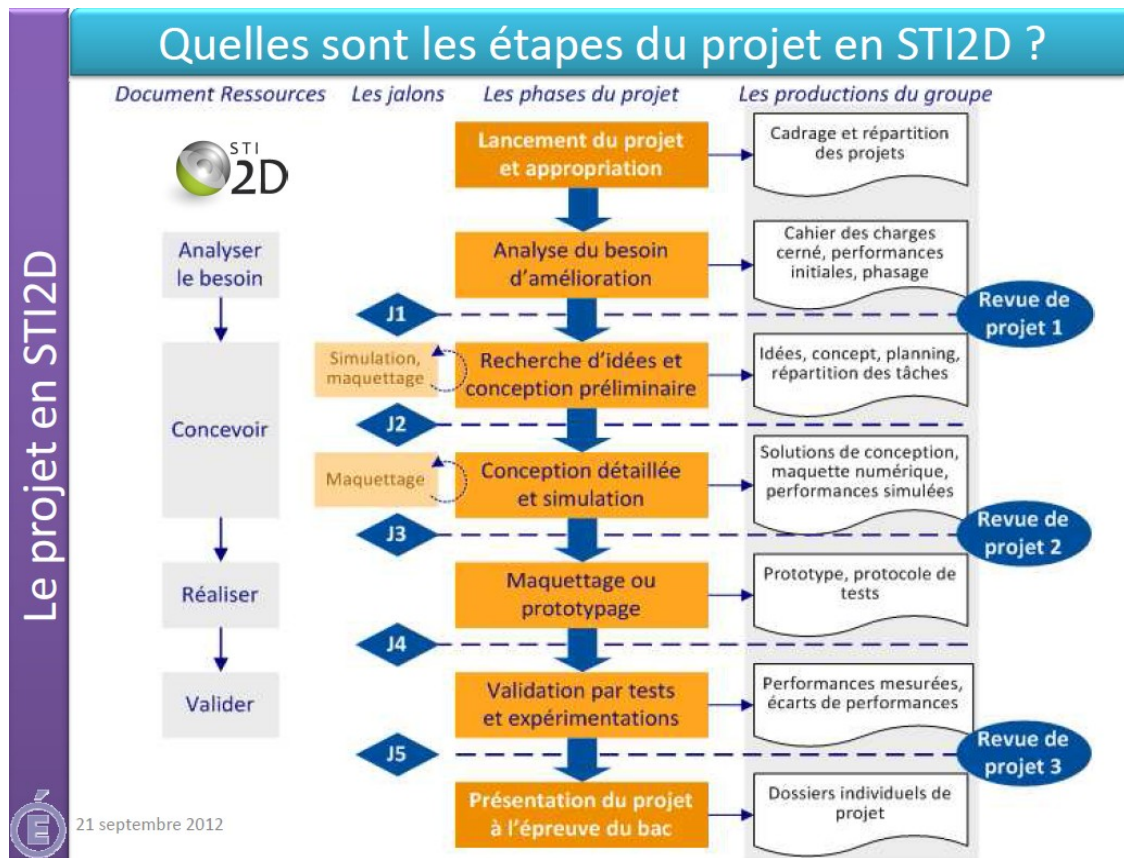 Quelles sont les étapes du projet en STI2D ?
Le projet en STI2D
Document Ressources
Les jalons
Les phases du projet
Les productions du groupe
STI
2D
Lancement du projet
et appropriation
Cadrage et répartition
des projets
Analyser
le besoin
Analyse du besoin
d'amélioration
Cahier des charges
cerné, performances
initiales, phasage
J1
Revue de
projet 1
Simulation,
maquettage
Recherche d'idées et
conception préliminaire
Idées, concept, planning,
répartition des tâches
Concevoir
J2
Maquettage
Conception détaillée
et simulation
Solutions de conception,
maquette numérique,
performances simulées
J3
Revue de
projet 2
Réaliser
Maquettage ou
prototypage
Prototype, protocole de
tests
J4
Valider
Validation par tests
et expérimentations
Performances mesurées,
écarts de performances
J5
Revue de
projet 3
Présentation du projet
à l'épreuve du bac
Dossiers individuels de
projet
É
21 septembre 2012